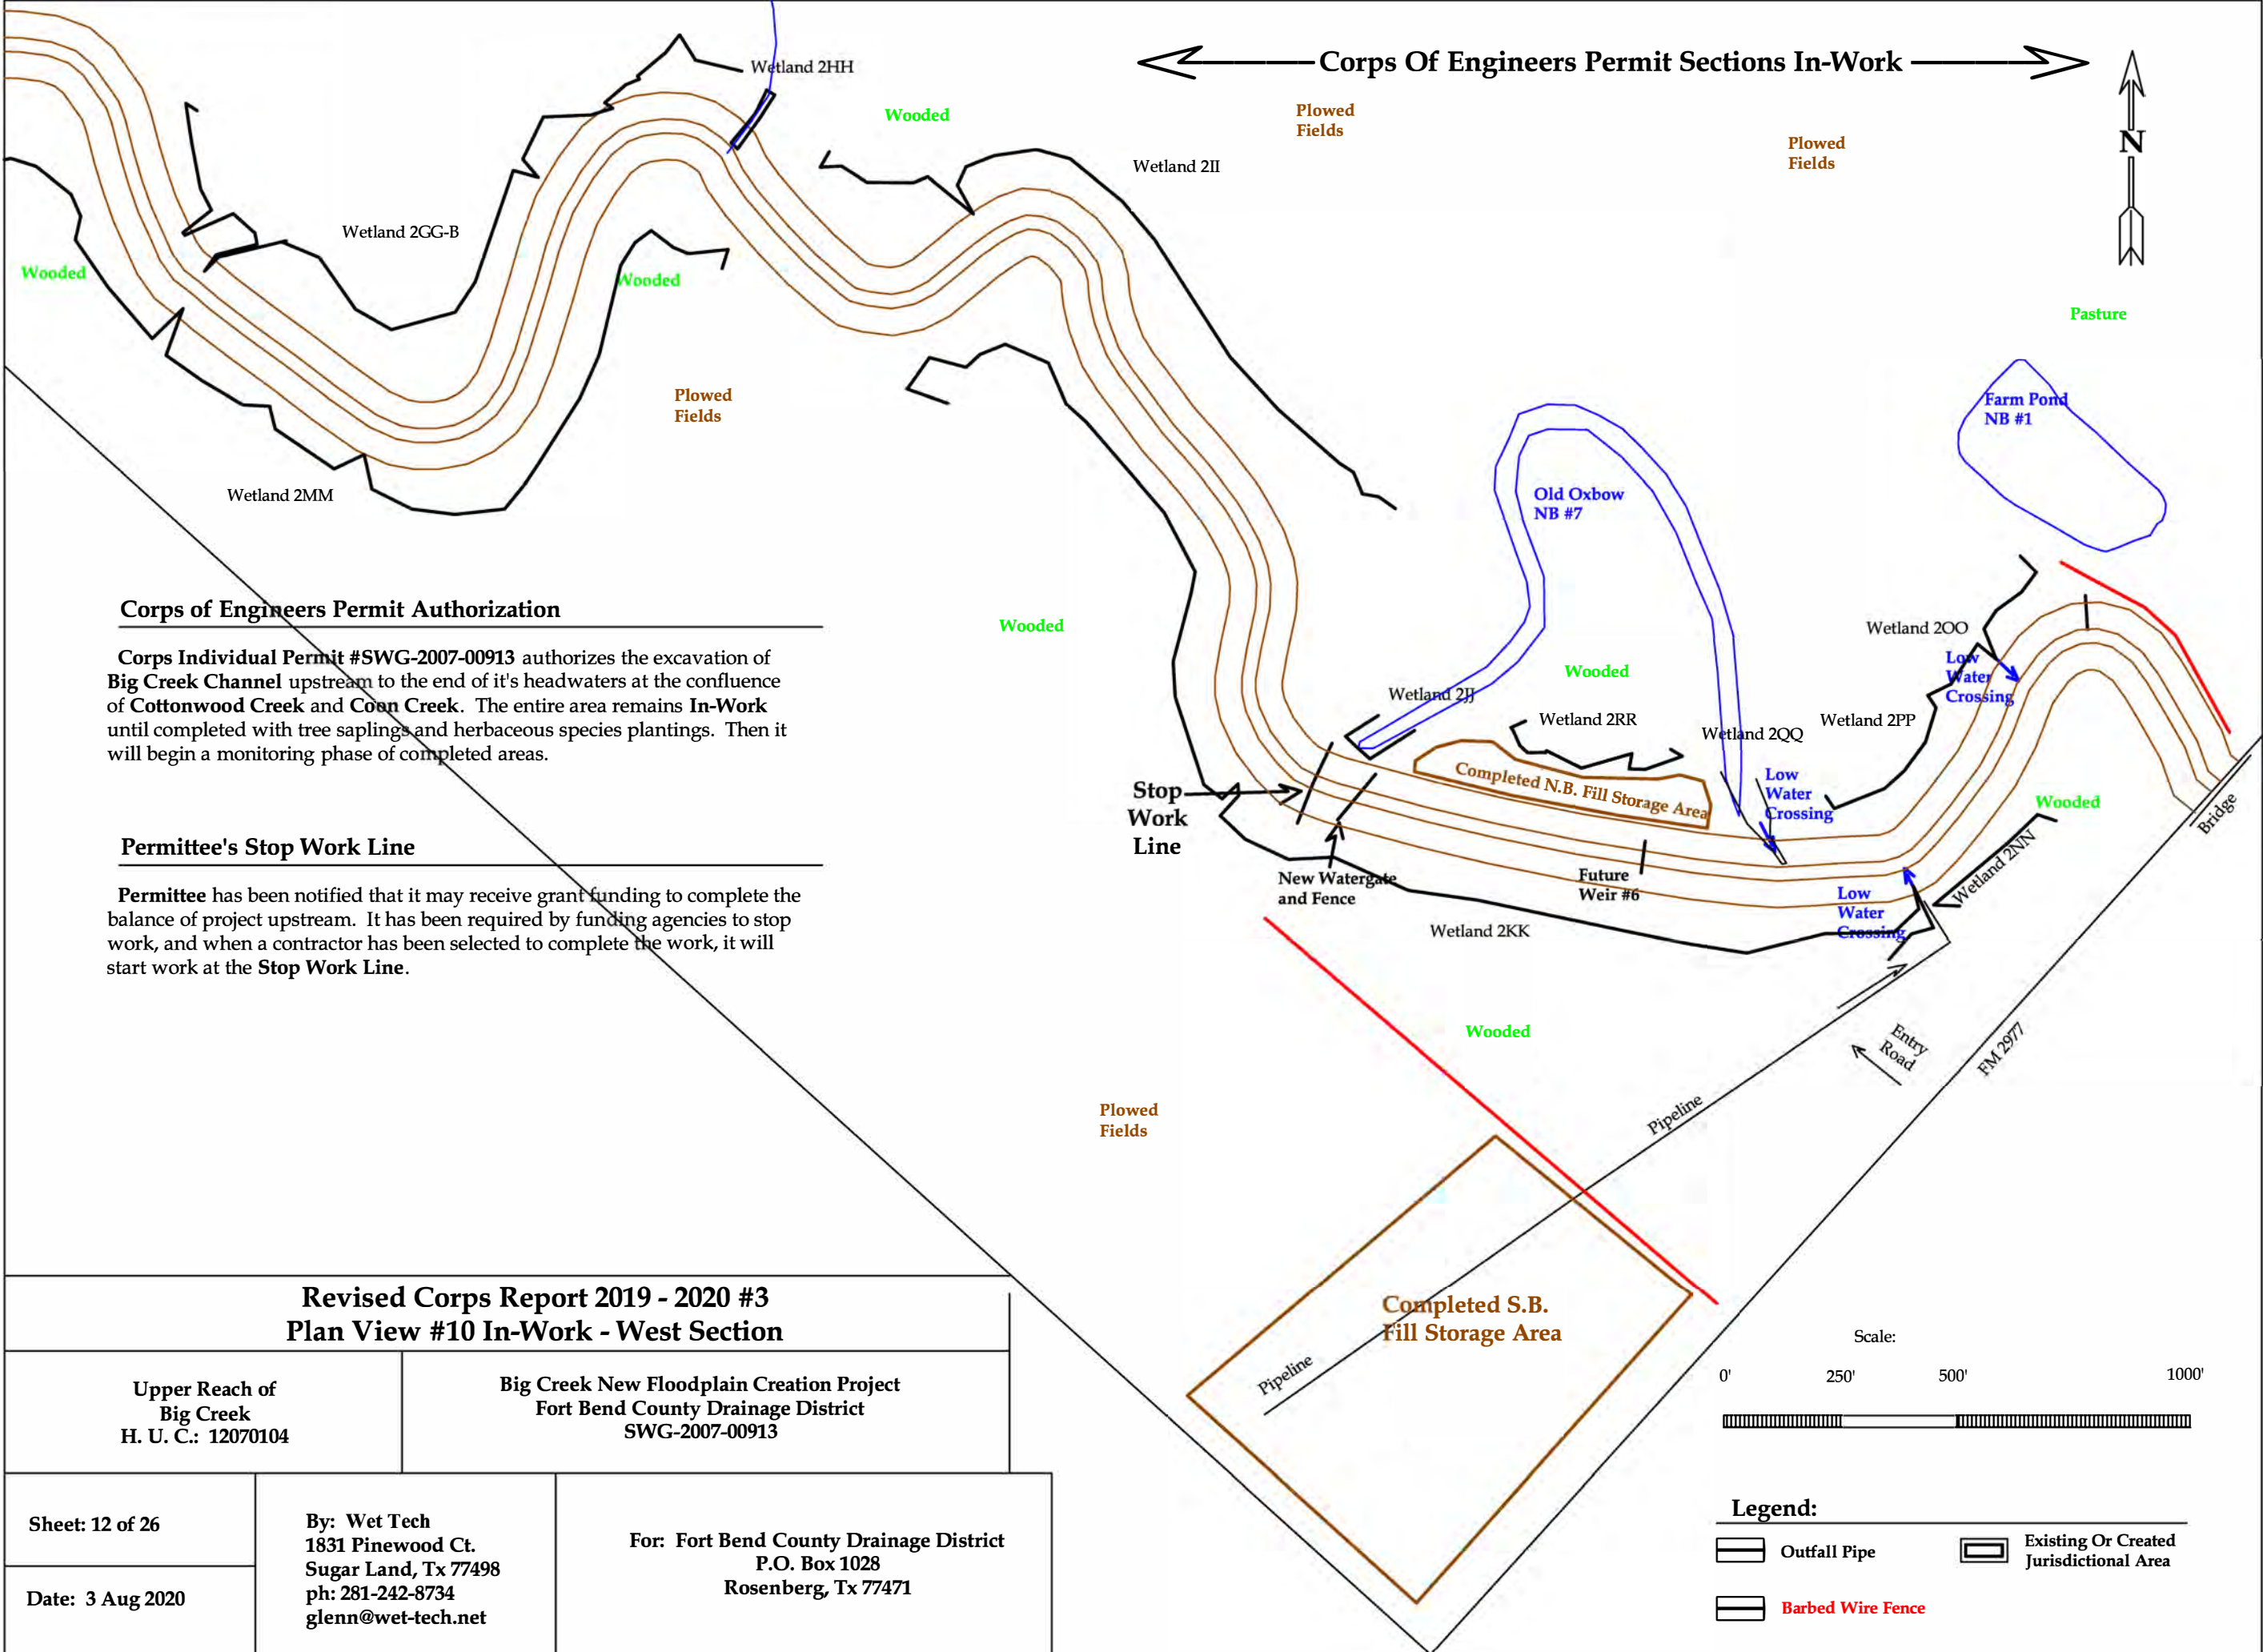 Corps Of Engineers Permit Sections In-Work
N
Wetland 2HH
Wooded
Plowed
Fields
Plowed
Fields
Wetland 2II
Wetland 2GG-B
Wooded
Wooded
Pasture
Plowed
Fields
Farm Pond
NB #1
Wetland 2MM
Old Oxbow
NB #7
Corps of Engineers Permit Authorization
Corps Individual Permit #SWG-2007-00913 authorizes the excavation of
Big Creek Channel upstream to the end of it's headwaters at the confluence
of Cottonwood Creek and Coon Creek. The entire area remains In-Work
until completed with tree saplings and herbaceous species plantings. Then it
will begin a monitoring phase of completed areas.
Wooded
Wetland 2OO
Low
Water
Crossing
Wooded
Wetland 2JJ
Wetland 2RR
Wetland 2QQ
Wetland 2PP
Completed N.B. Fill Storage Area
Low
Water
Crossing
Wooded
Bridge
Stop
Work
Line
Permittee's Stop Work Line
Permittee has been notified that it may receive grant funding to complete the
balance of project upstream. It has been required by funding agencies to stop
work, and when a contractor has been selected to complete the work, it will
start work at the Stop Work Line.
New Watergate
and Fence
Future
Weir #6
Wetland 2NN
Low
Water
Crossing
Wetland 2KK
Wooded
Entry
Road
FM 2977
Pipeline
Plowed
Fields
Completed S.B.
Fill Storage Area
Pipeline
Revised Corps Report 2019 - 2020 #3
Plan View #10 In-Work - West Section
Upper Reach of
Big Creek
H. U. C.: 12070104
Big Creek New Floodplain Creation Project
Fort Bend County Drainage District
SWG-2007-00913
Sheet: 12 of 26
Date: 3 Aug 2020
By: Wet Tech
1831 Pinewood Ct.
Sugar Land, Tx 77498
ph: 281-242-8734
glenn@wet-tech.net
For: Fort Bend County Drainage District
P.O. Box 1028
Rosenberg, Tx 77471
Scale:
0' 250' 500' 1000'
Legend:
Outfall Pipe
Existing Or Created
Jurisdictional Area
Barbed Wire Fence